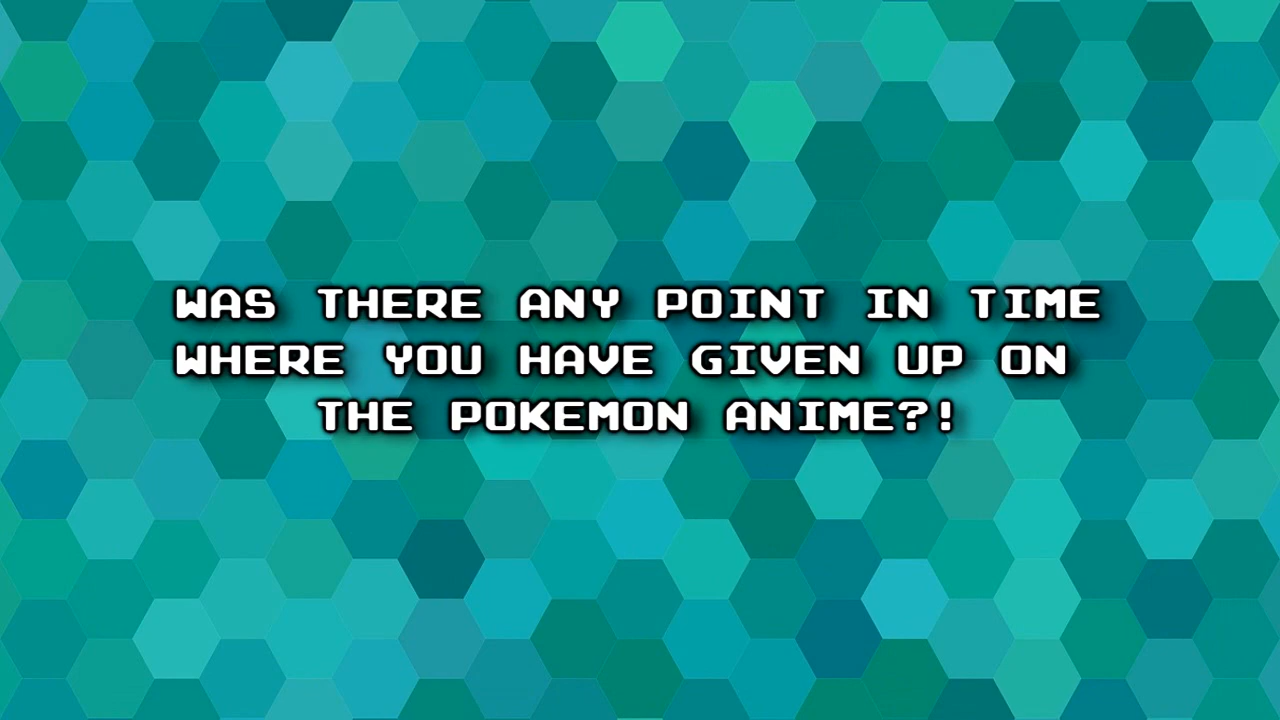 WAS THERE ANY POINT IN TIME
WHERE YOU HAVE GIVEN UP ON
THE POKEMON ANIME?!